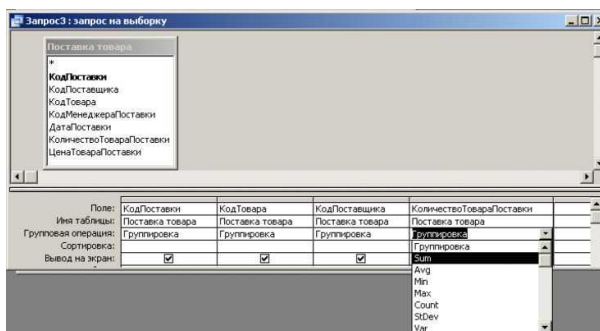 Запрос3 : запрос на выборку
Поставка товара
*
КодПоставки
КодПоставщика
КодТовара
КодМенеджераПоставки
ДатаПоставки
КоличествоТовараПоставки
ЦенаТовараПоставки
Поле: КодПоставки КодТовара КодПоставщика КоличествоТовараПоставки
Имя таблицы: Поставка товара Поставка товара Поставка товара Поставка товара
Групповая операция: Группировка Группировка Группировка Группировка
Сортировка: Группировка
Вывод на экран: Sum
Avg
Min
Max
Count
StDev
Var